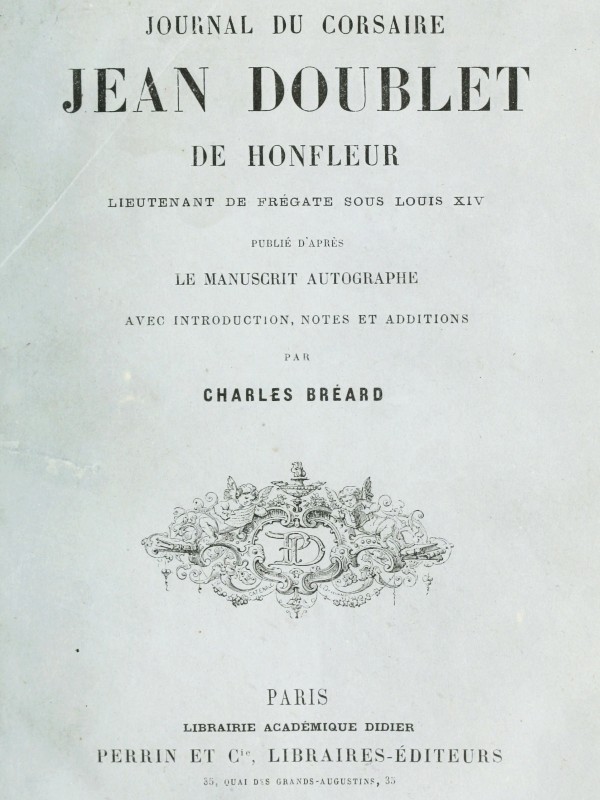 JOURNAL DU CORSAIRE
JEAN DOUBLET
DE HONFLEUR
LIEUTENANT DE FRÉGATE SOUS LOUIS XIV
PUBLIÉ D'APRÈS
LE MANUSCRIT AUTOGRAPHE
AVEC INTRODUCTION, NOTES ET ADDITIONS
PAR
CHARLES BRÉARD
PARIS
LIBRAIRIE ACADÉMIQUE DIDIER
PERRIN ET Cie, LIBRAIRES-ÉDITEURS
35, QUAI DES GRANDS-AUGUSTINS, 35